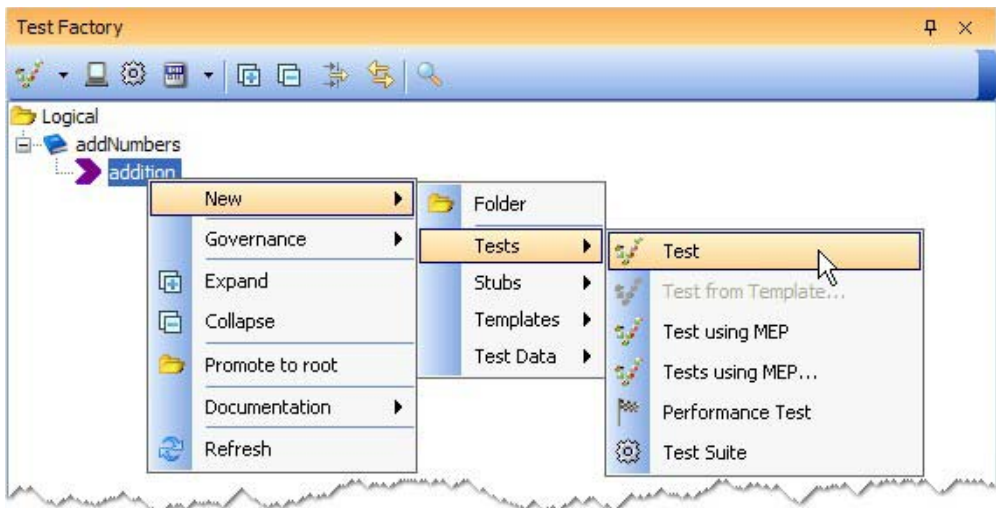 Test Factory
Logical
addNumbers
addition
New
Governance
Expand
Collapse
Promote to root
Documentation
Refresh
Folder
Tests
Stubs
Templates
Test Data
Test
Test from Template...
Test using MEP
Tests using MEP...
Performance Test
Test Suite